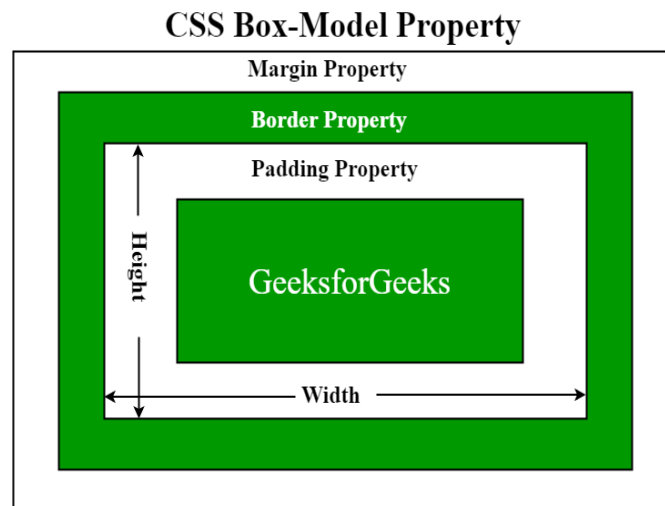 CSS Box-Model Property
Margin Property
Border Property
Padding Property
Height
GeeksforGeeks
Width